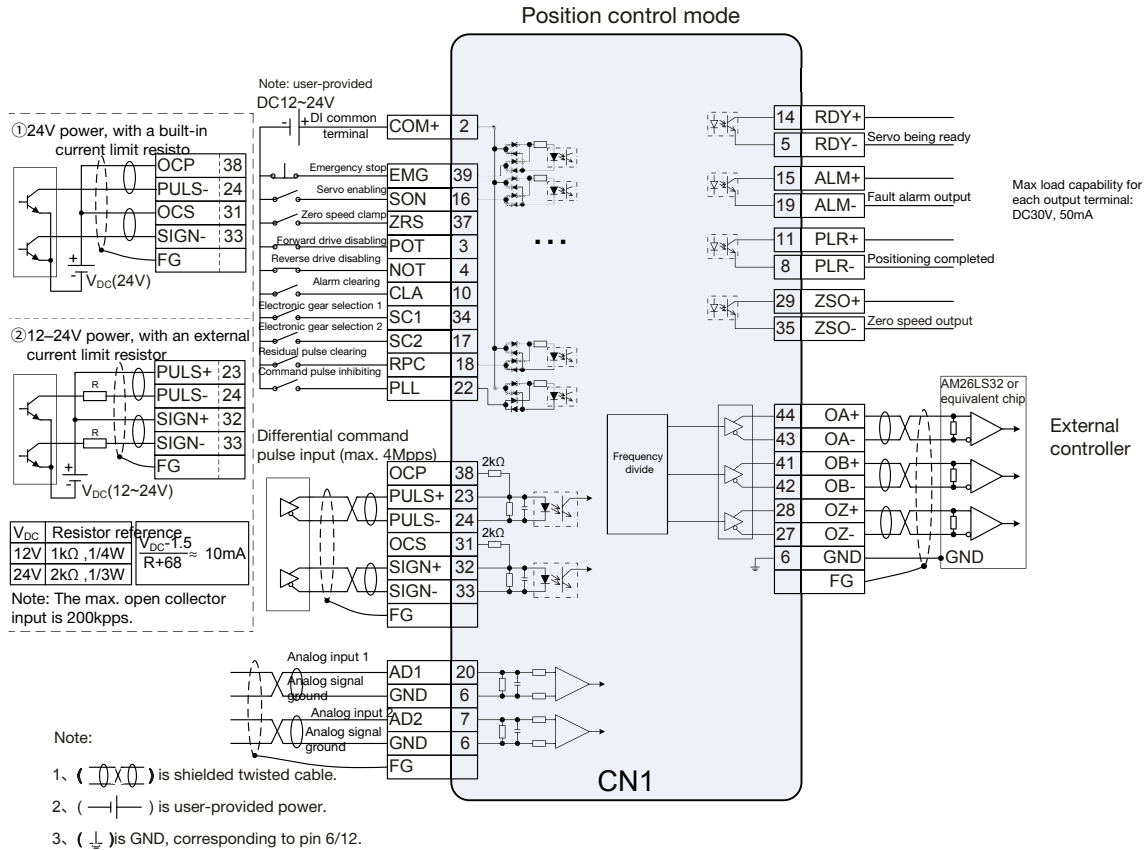 Position control mode
Note: user-provided
DC12~24V
- + DI common
terminal
COM+ 2
Emergency stop EMG 39
Servo enabling SON 16
Zero speed clamp ZRS 37
Forward drive disabling POT 3
Reverse drive disabling NOT 4
Alarm clearing CLA 10
Electronic gear selection 1 SC1 34
Electronic gear selection 2 SC2 17
Residual pulse clearing RPC 18
Command pulse inhibiting PLL 22
①24V power, with a built-in
current limit resisto
OCP 38
PULS- 24
OCS 31
SIGN- 33
FG
+
- VDC(24V)
②12–24V power, with an external
current limit resistor
PULS+ 23
R PULS- 24
SIGN+ 32
R SIGN- 33
FG
+
- VDC(12~24V)
VDC Resistor reference
12V 1kΩ ,1/4W
24V 2kΩ ,1/3W
VDC-1.5
R+68 ≈ 10mA
Note: The max. open collector
input is 200kpps.
Differential command
pulse input (max. 4Mpps)
OCP 38 2kΩ
PULS+ 23
PULS- 24
OCS 31 2kΩ
SIGN+ 32
SIGN- 33
FG
Analog input 1 AD1 20
Analog signal
ground GND 6
Analog input 2 AD2 7
Analog signal
ground GND 6
FG
...
14 RDY+
5 RDY- Servo being ready
15 ALM+
19 ALM- Fault alarm output
11 PLR+
8 PLR- Positioning completed
29 ZSO+
35 ZSO- Zero speed output
Max load capability for
each output terminal:
DC30V, 50mA
Frequency
divide
44 OA+
43 OA-
41 OB+
42 OB-
28 OZ+
27 OZ-
6 GND GND
FG
AM26LS32 or
equivalent chip
External
controller
CN1
Note:
1、( ) is shielded twisted cable.
2、( ) is user-provided power.
3、( )is GND, corresponding to pin 6/12.